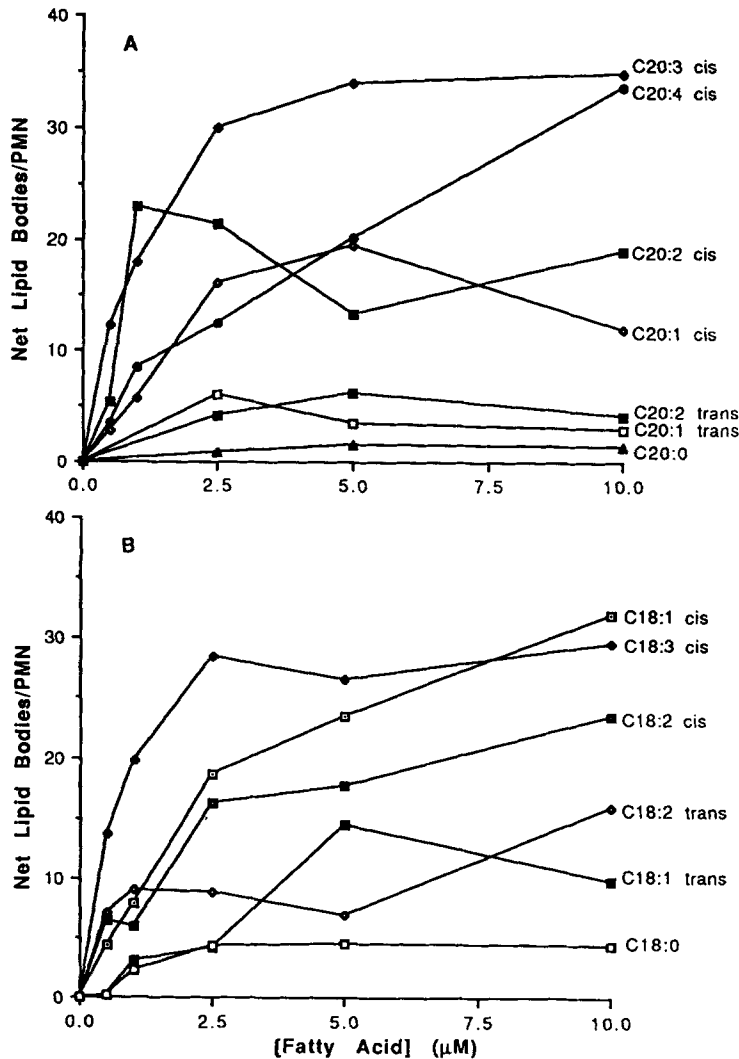 A
Net Lipid Bodies/PMN
40
30
20
10
0
0.0
2.5
5.0
7.5
10.0
C20:3 cis
C20:4 cis
C20:2 cis
C20:1 cis
C20:2 trans
C20:1 trans
C20:0
B
Net Lipid Bodies/PMN
40
30
20
10
0
0.0
2.5
5.0
7.5
10.0
C18:1 cis
C18:3 cis
C18:2 cis
C18:2 trans
C18:1 trans
C18:0
[Fatty Acid] (μM)